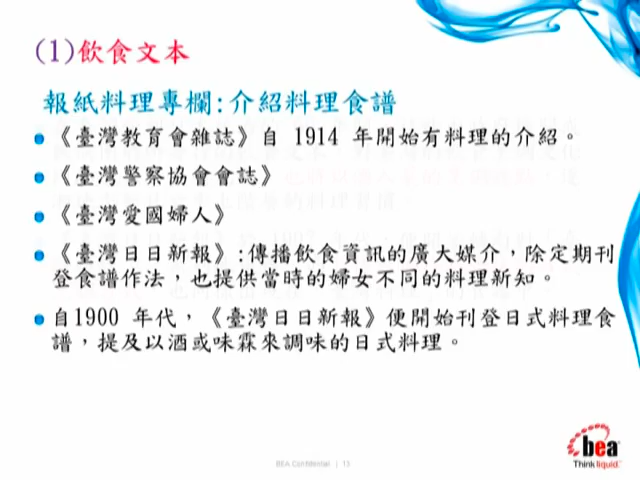 (1)飲食文本
報紙料理專欄:介紹料理食譜
《臺灣教育會雜誌》自 1914 年開始有料理的介紹。
《臺灣警察協會會誌》
《臺灣愛國婦人》
《臺灣日日新報》:傳播飲食資訊的廣大媒介，除定期刊
登食譜作法，也提供當時的婦女不同的料理新知。
自1900 年代，《臺灣日日新報》便開始刊登日式料理食
譜，提及以酒或味霖來調味的日式料理。
bea
Think liquid.™
BEA Confidential | 15